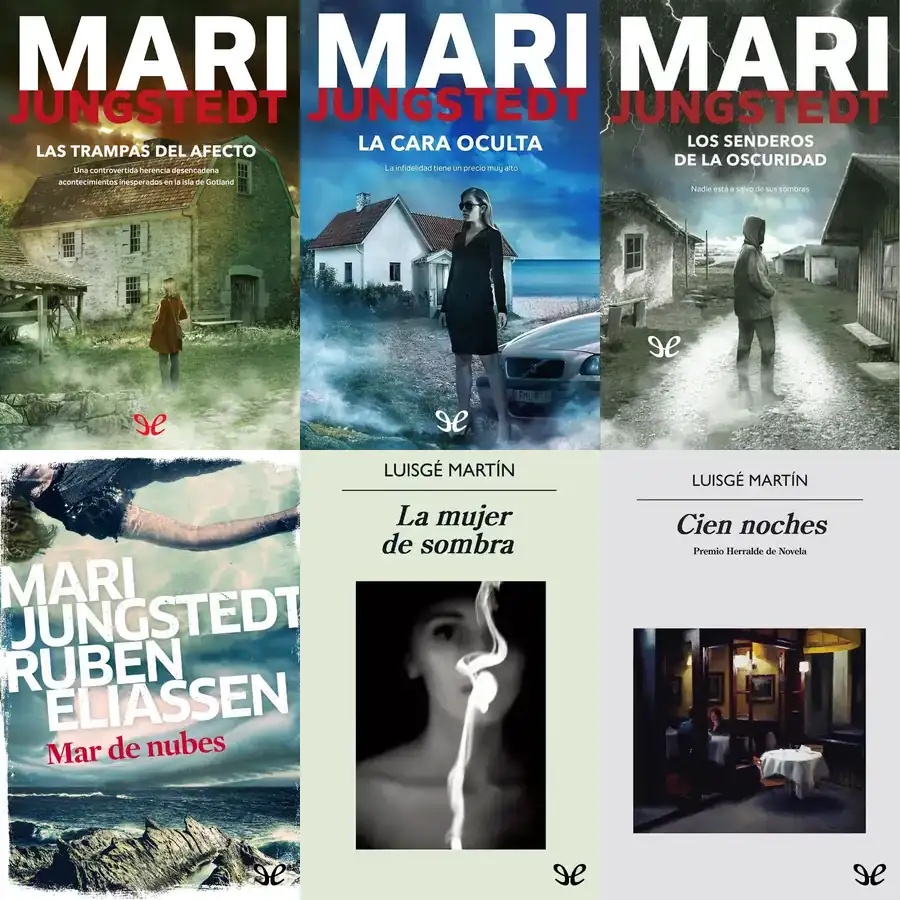 MARI
JUNGSTEDT
LAS TRAMPAS DEL AFECTO
Una controvertida herencia desencadena
acontecimientos inesperados en la isla de Gotland
MARI
JUNGSTEDT
LA CARA OCULTA
La infidelidad tiene un precio muy alto
MARI
JUNGSTEDT
LOS SENDEROS
DE LA OSCURIDAD
Nadie está a salvo de sus sombras
MARI
JUNGSTEDT
RUBEN
ELIASSEN
Mar de nubes
LUISGÉ MARTÍN
La mujer
de sombra
LUISGÉ MARTÍN
Cien noches
Premio Herralde de Novela